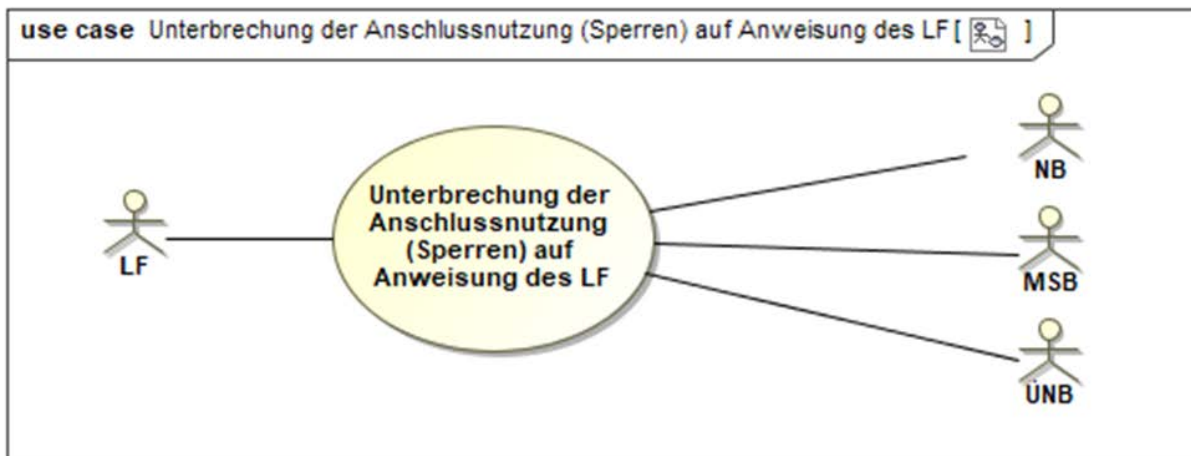 use case Unterbrechung der Anschlussnutzung (Sperren) auf Anweisung des LF [ ]
Unterbrechung der
Anschlussnutzung
(Sperren) auf
Anweisung des LF
LF
NB
MSB
ÜNB